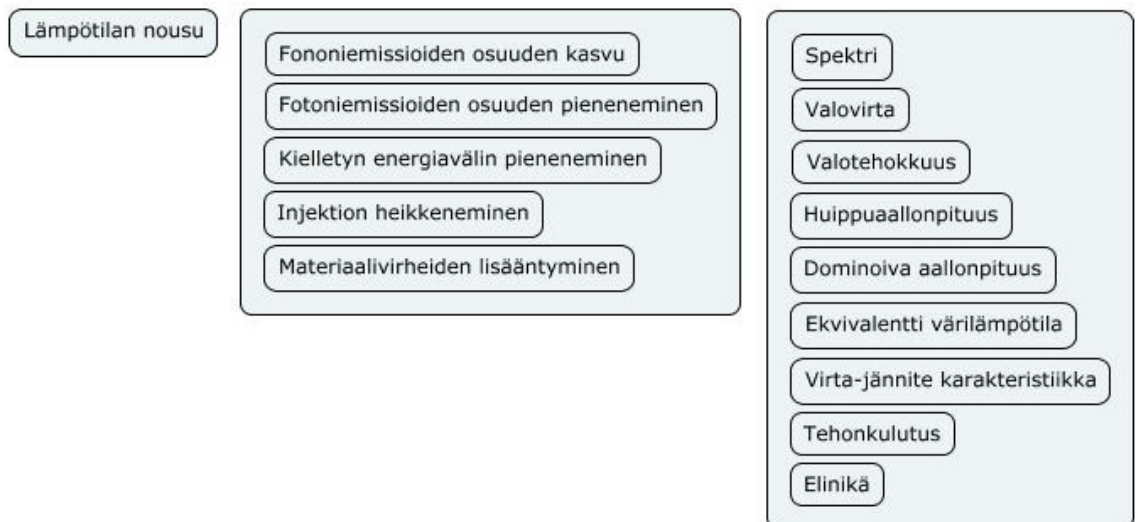 Lämpötilan nousu
Fononiemissioiden osuuden kasvu
Fotoniemissioiden osuuden pieneneminen
Kielletyn energiavälin pieneneminen
Injektion heikkeneminen
Materiaalivirheiden lisääntyminen
Spektri
Valovirta
Valotehokkuus
Huippuaallonpituus
Dominoiva aallonpituus
Ekvivalentti värilämpötila
Virta-jännite karakteristiikka
Tehonkulutus
Elinikä